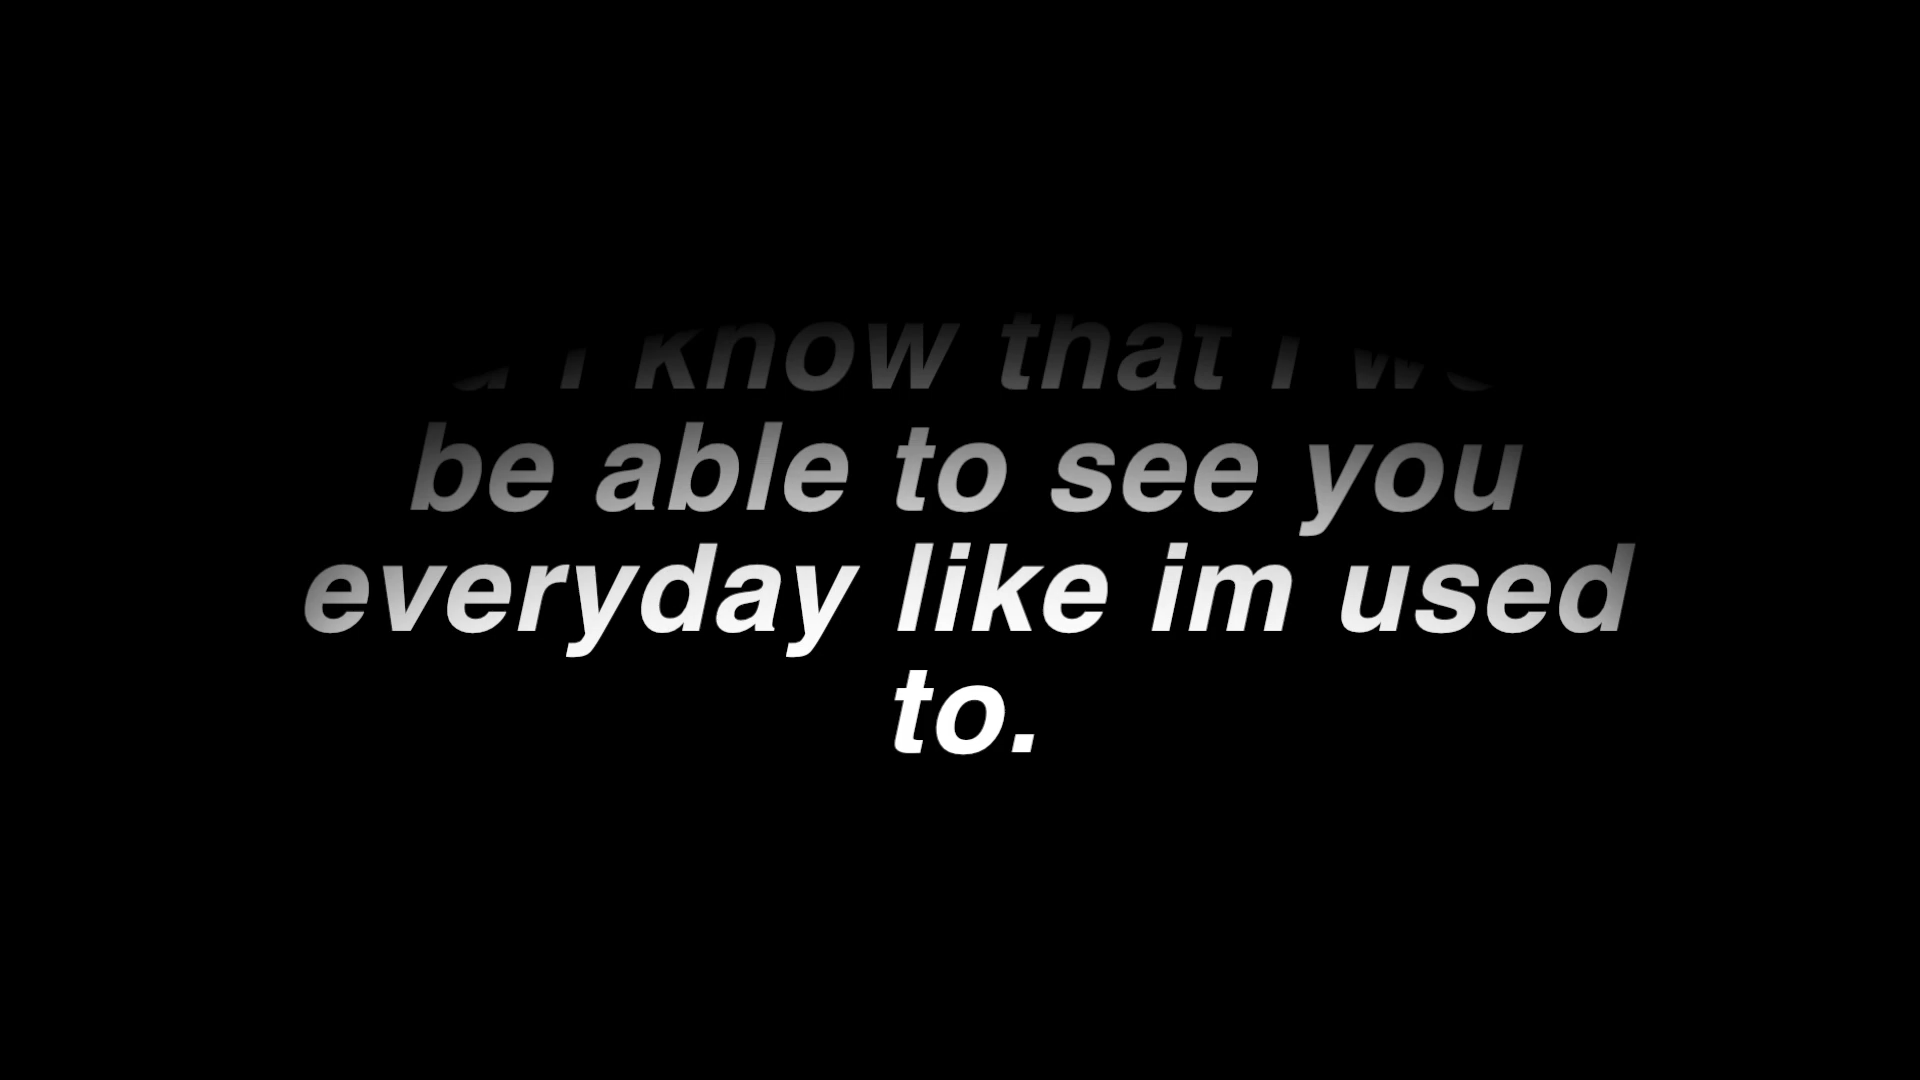 I know that I
be able to see you
everyday like im used
to.